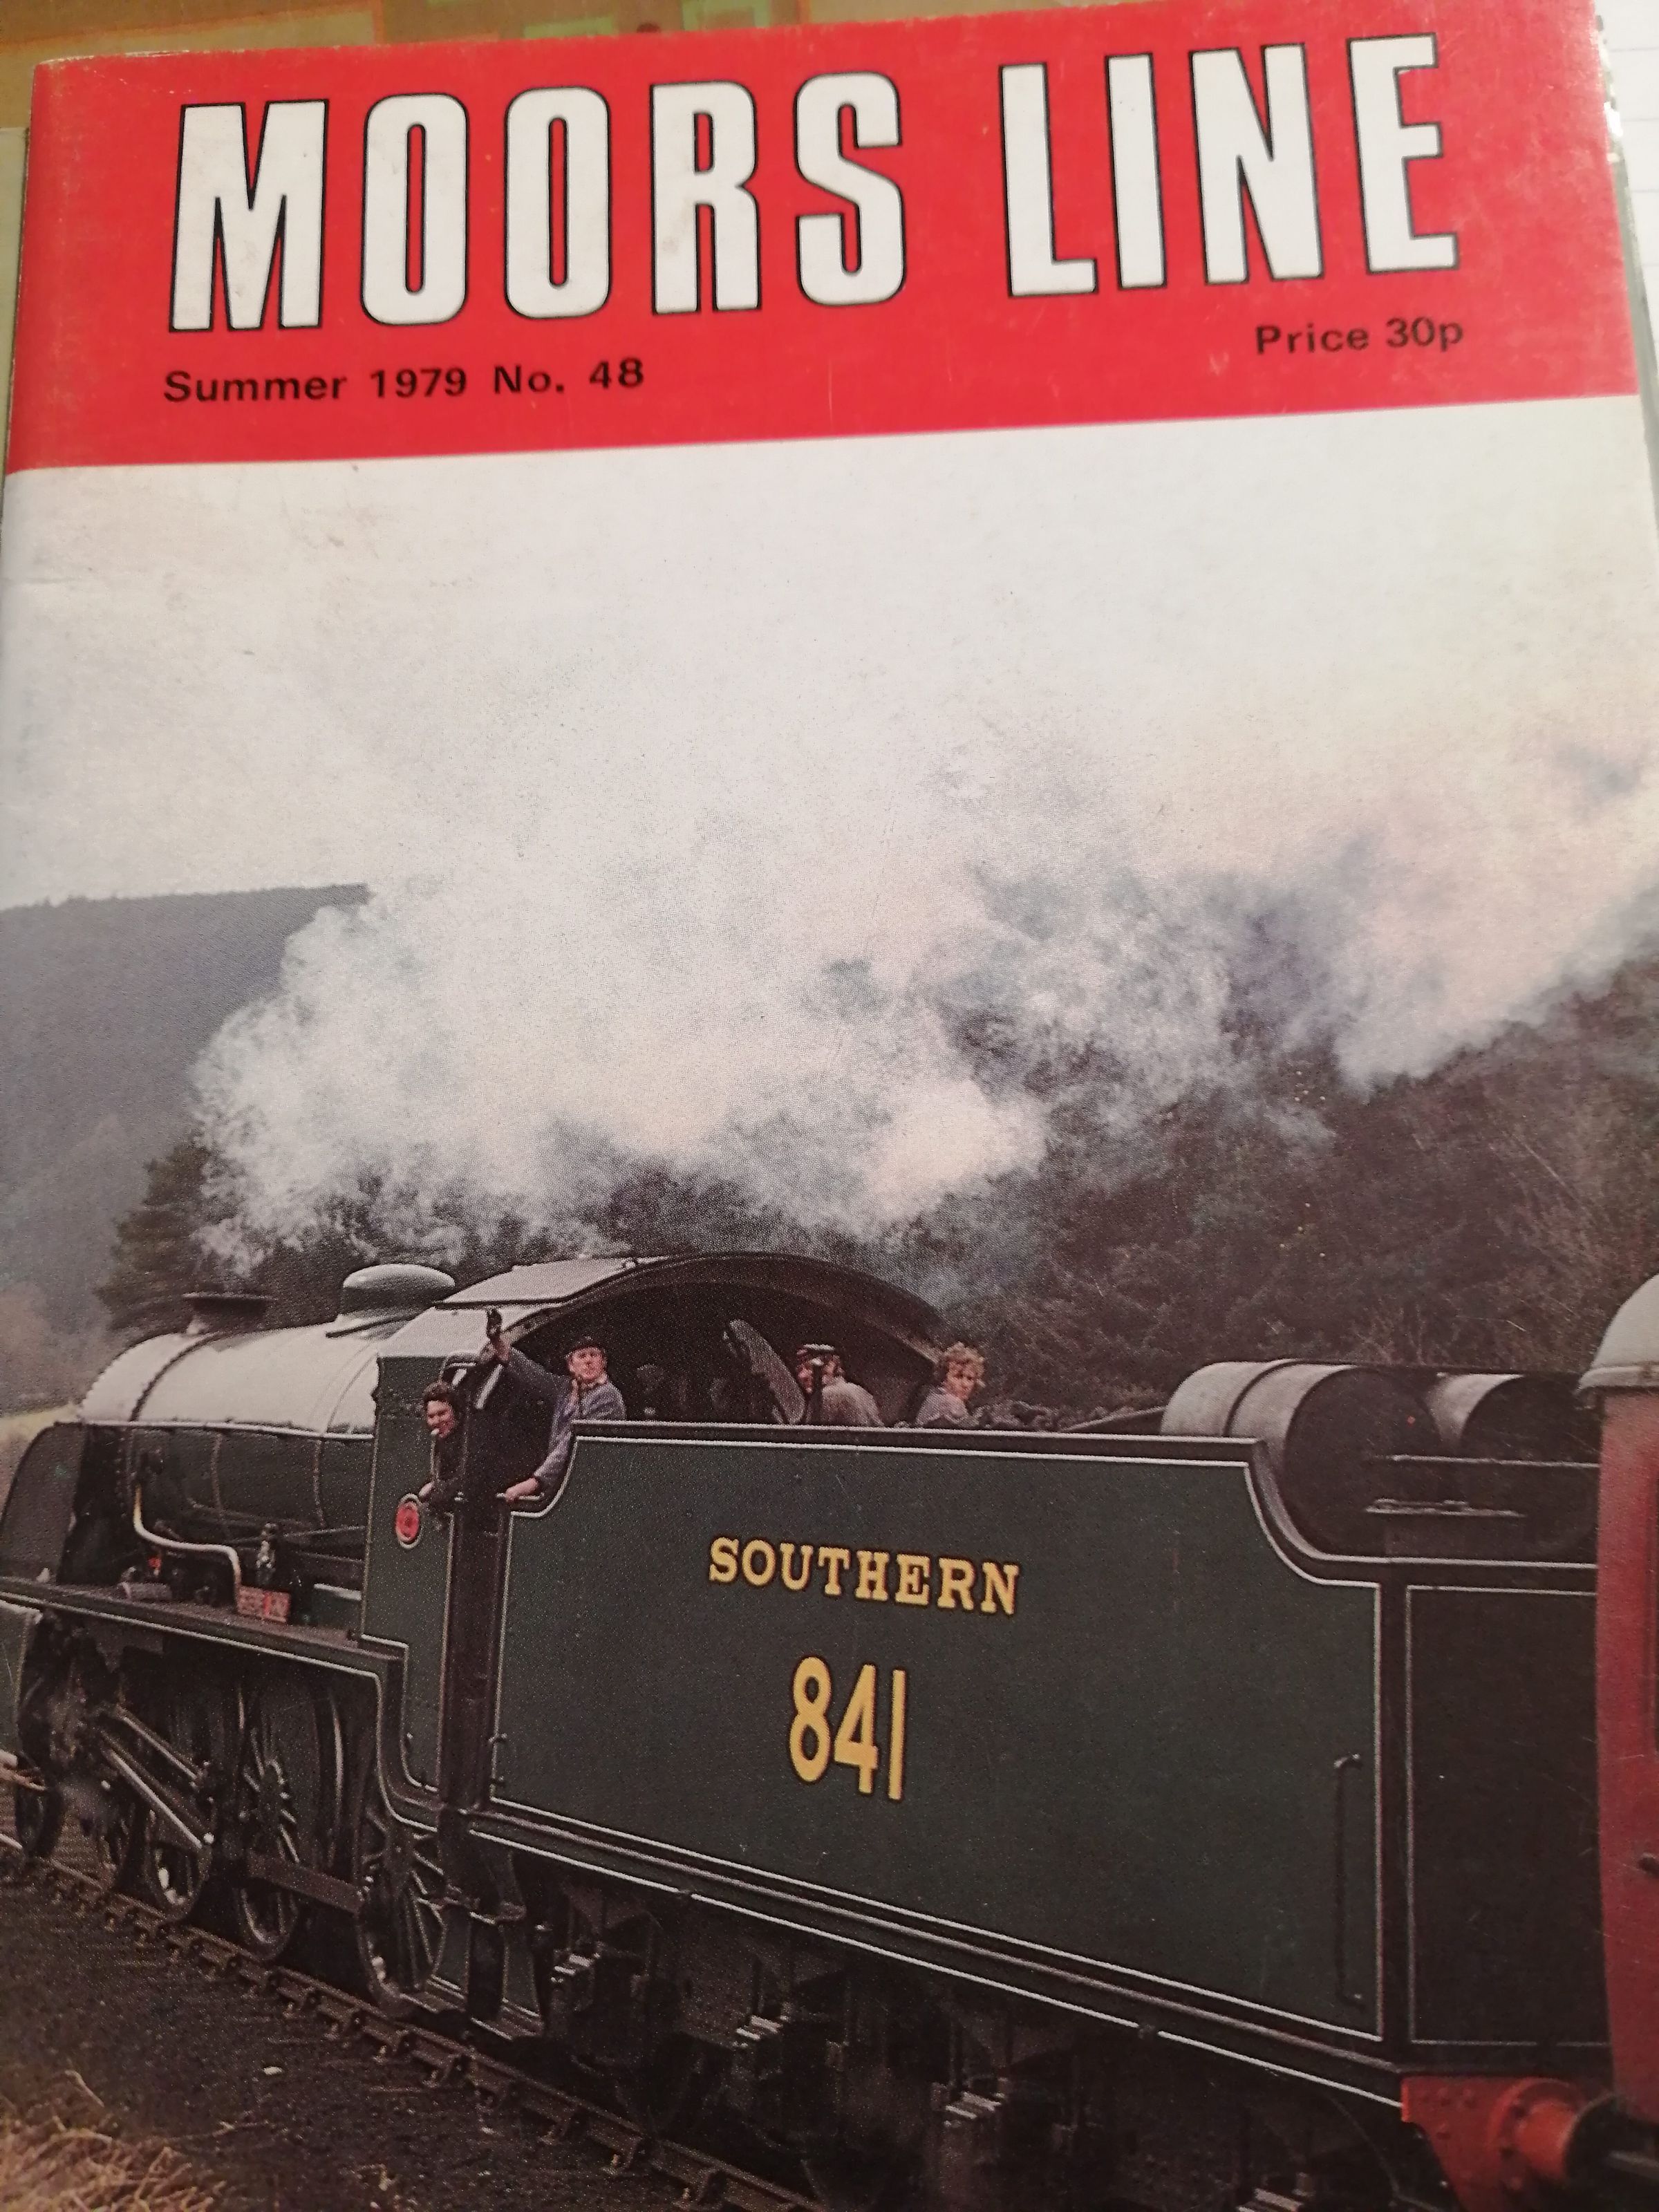 MOORS LINE
Summer 1979 No. 48
Price 30p
SOUTHERN
841